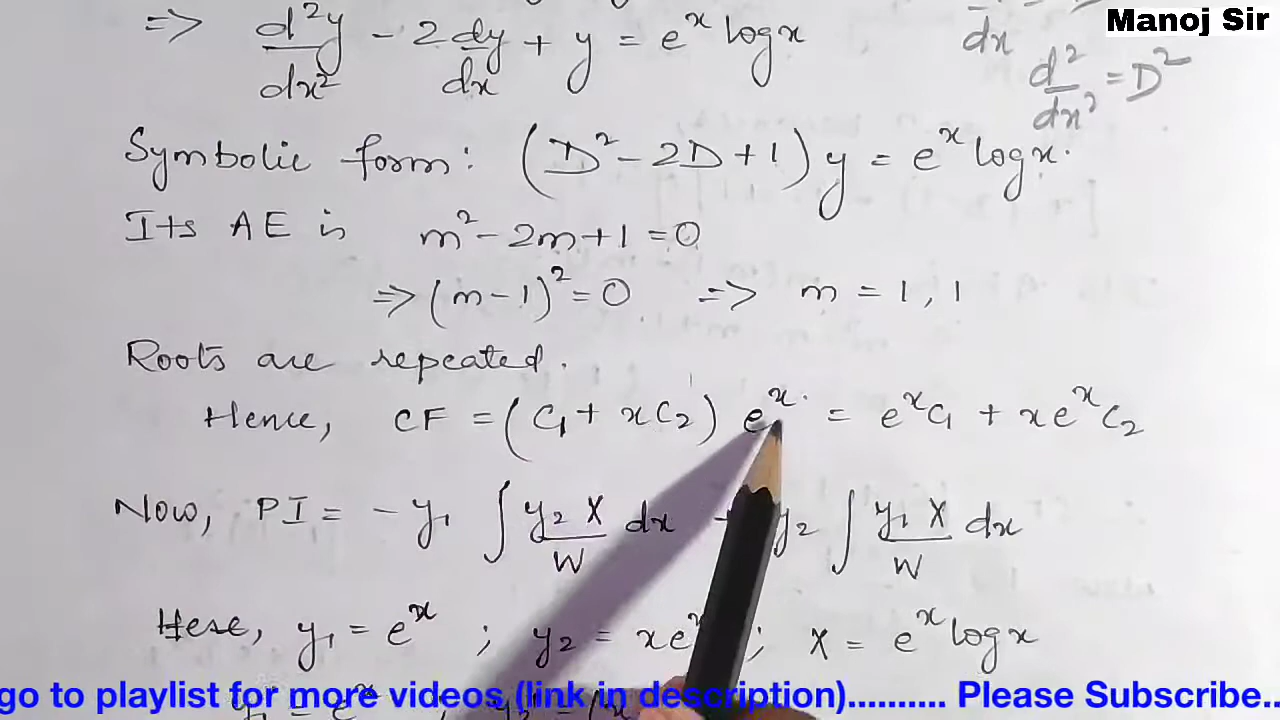 Manoj Sir
=> d²y/dx² - 2 dy/dx + y = eˣ log x
dx
d²/dx² = D²
Symbolic form: (D² - 2D + 1) y = eˣ log x.
Its AE is m² - 2m + 1 = 0
=> (m - 1)² = 0 => m = 1, 1
Roots are repeated.
Hence, CF = (C₁ + xC₂) eˣ. = eˣC₁ + xeˣC₂
Now, PI = - y₁ ∫ y₂ X/W dx y₂ ∫ y₁ X/W dx
Here, y₁ = eˣ ; y₂ = xeˣ ; X = eˣ log x
go to playlist for more videos (link in description).......... Please Subscribe..